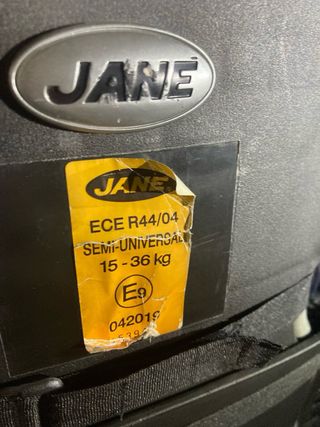 JANE
JANE
ECE R44/04
SEMI-UNIVERSAL
15 - 36 kg
E9
042019